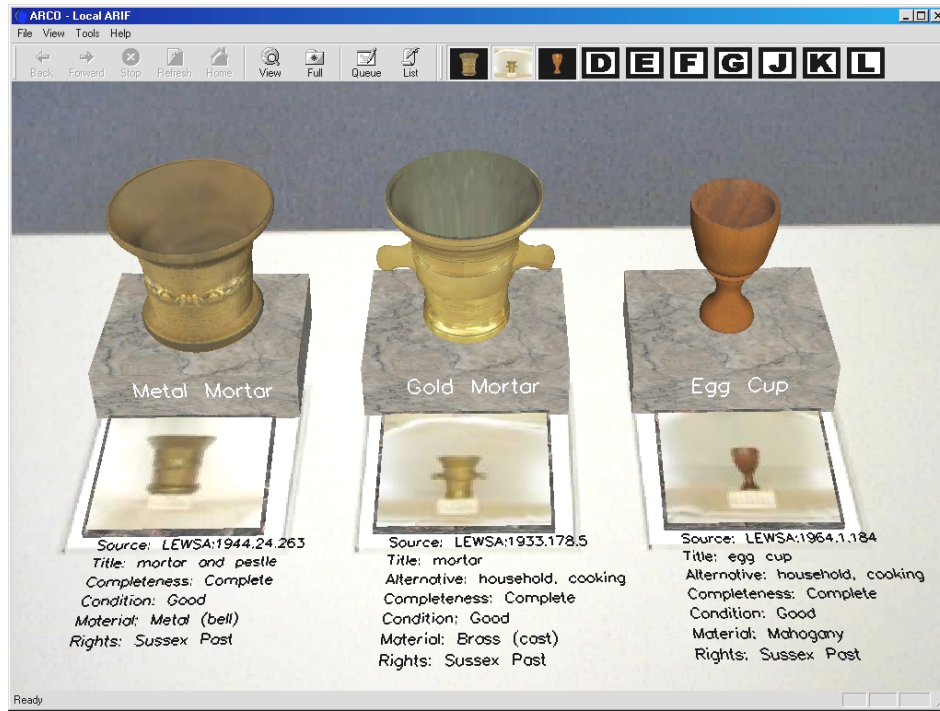 ARCO - Local ARIF
File View Tools Help
Back Forward Stop Refresh Home View Full Queue List D E F G J K L
Metal Mortar
Gold Mortar
Egg Cup
Source: LEWSA:1944.24.263
Title: mortar and pestle
Completeness: Complete
Condition: Good
Material: Metal (bell)
Rights: Sussex Past
Source: LEWSA:1933.178.5
Title: mortar
Alternative: household, cooking
Completeness: Complete
Condition: Good
Material: Brass (cast)
Rights: Sussex Past
Source: LEWSA:1964.1.184
Title: egg cup
Alternative: household, cooking
Completeness: Complete
Condition: Good
Material: Mahogany
Rights: Sussex Past
Ready